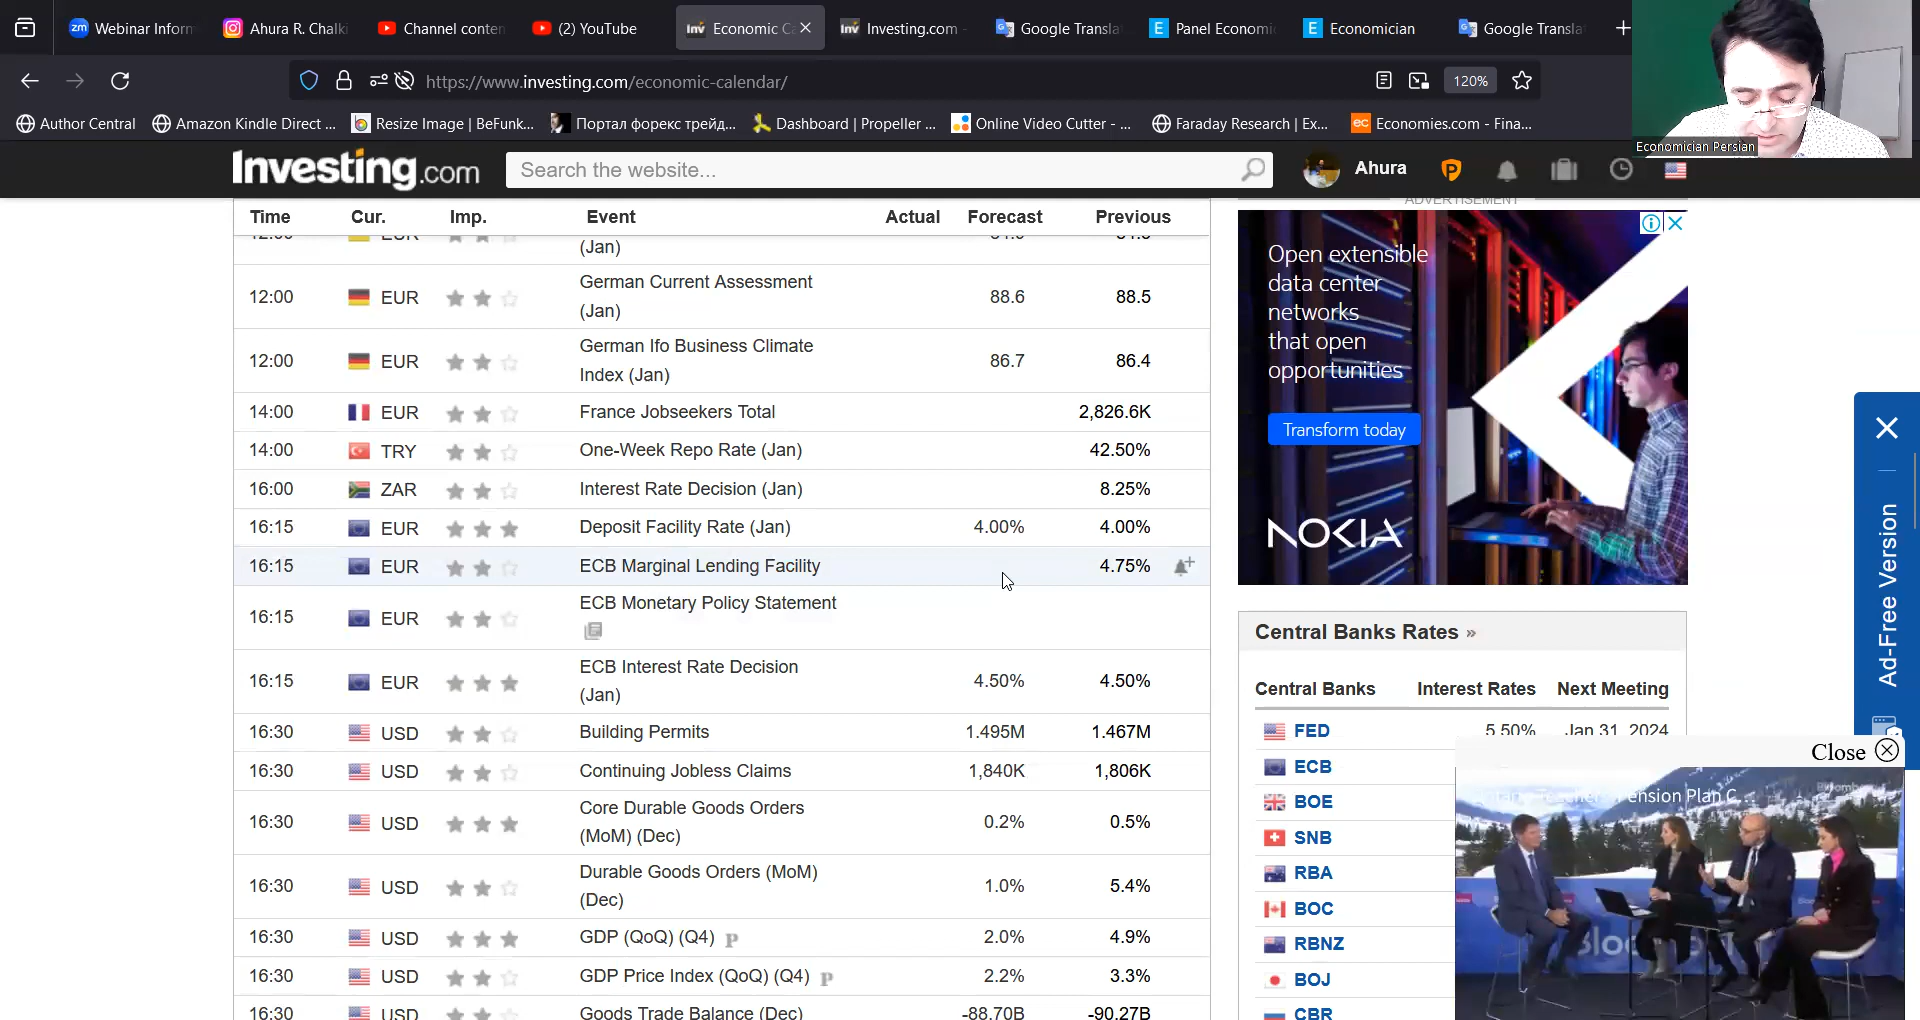 Webinar Inforn
Ahura R. Chalki
Channel conten
(2) YouTube
Inv
Economic C
Inv
Investing.com -
Google Transla
Panel Economi
Economician
Google Transla
https://www.investing.com/economic-calendar/
120%
Author Central
Amazon Kindle Direct ...
Resize Image | BeFunk...
Портал форекс трейд...
Dashboard | Propeller ...
Online Video Cutter - ...
Faraday Research | Ex...
ec Economies.com - Fina...
Economician Persian
Investing.com
Search the website...
Ahura
ADVERTISEMENT
Time Cur. Imp. Event Actual Forecast Previous
(Jan)
12:00 EUR German Current Assessment (Jan) 88.6 88.5
12:00 EUR German Ifo Business Climate Index (Jan) 86.7 86.4
14:00 EUR France Jobseekers Total 2,826.6K
14:00 TRY One-Week Repo Rate (Jan) 42.50%
16:00 ZAR Interest Rate Decision (Jan) 8.25%
16:15 EUR Deposit Facility Rate (Jan) 4.00% 4.00%
16:15 EUR ECB Marginal Lending Facility 4.75%
16:15 EUR ECB Monetary Policy Statement
16:15 EUR ECB Interest Rate Decision (Jan) 4.50% 4.50%
16:30 USD Building Permits 1.495M 1.467M
16:30 USD Continuing Jobless Claims 1,840K 1,806K
16:30 USD Core Durable Goods Orders (MoM) (Dec) 0.2% 0.5%
16:30 USD Durable Goods Orders (MoM) (Dec) 1.0% 5.4%
16:30 USD GDP (QoQ) (Q4) P 2.0% 4.9%
16:30 USD GDP Price Index (QoQ) (Q4) P 2.2% 3.3%
16:30 USD Goods Trade Balance (Dec) -88.70B -90.27B
Open extensible
data center
networks
that open
opportunities
Transform today
NOKIA
Ad-Free Version
Central Banks Rates »
Central Banks Interest Rates Next Meeting
FED 5.50% Jan 31, 2024
ECB
BOE
SNB
RBA
BOC
RBNZ
BOJ
CBR
Close
Pension Plan C...